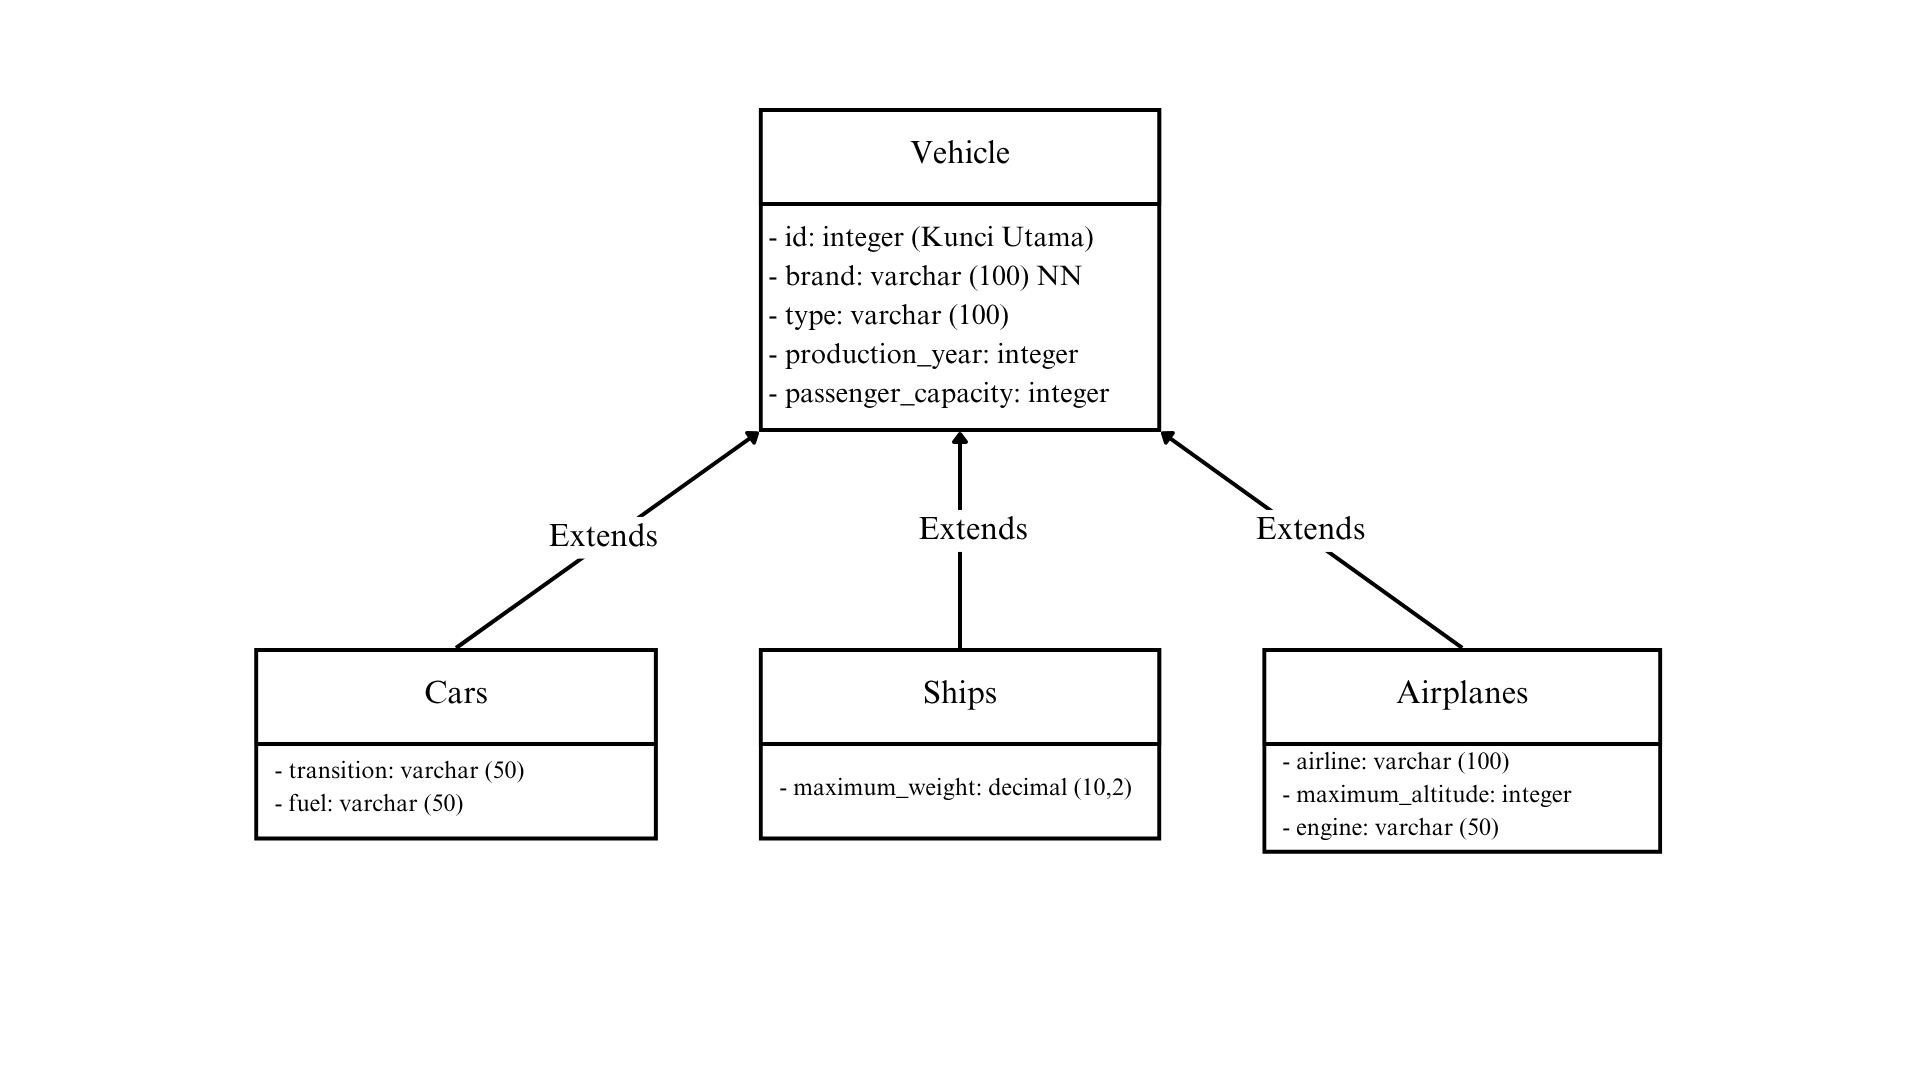 Vehicle
- id: integer (Kunci Utama)
- brand: varchar (100) NN
- type: varchar (100)
- production_year: integer
- passenger_capacity: integer
Extends
Extends
Extends
Cars
- transition: varchar (50)
- fuel: varchar (50)
Ships
- maximum_weight: decimal (10,2)
Airplanes
- airline: varchar (100)
- maximum_altitude: integer
- engine: varchar (50)